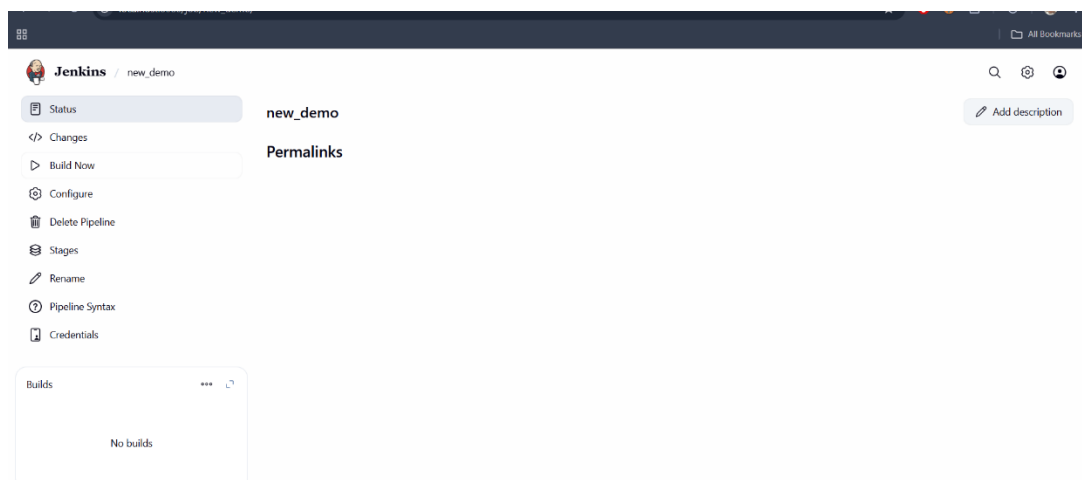 All Bookmarks
Jenkins / new_demo
Status
Changes
Build Now
Configure
Delete Pipeline
Stages
Rename
Pipeline Syntax
Credentials
new_demo
Add description
Permalinks
Builds
No builds